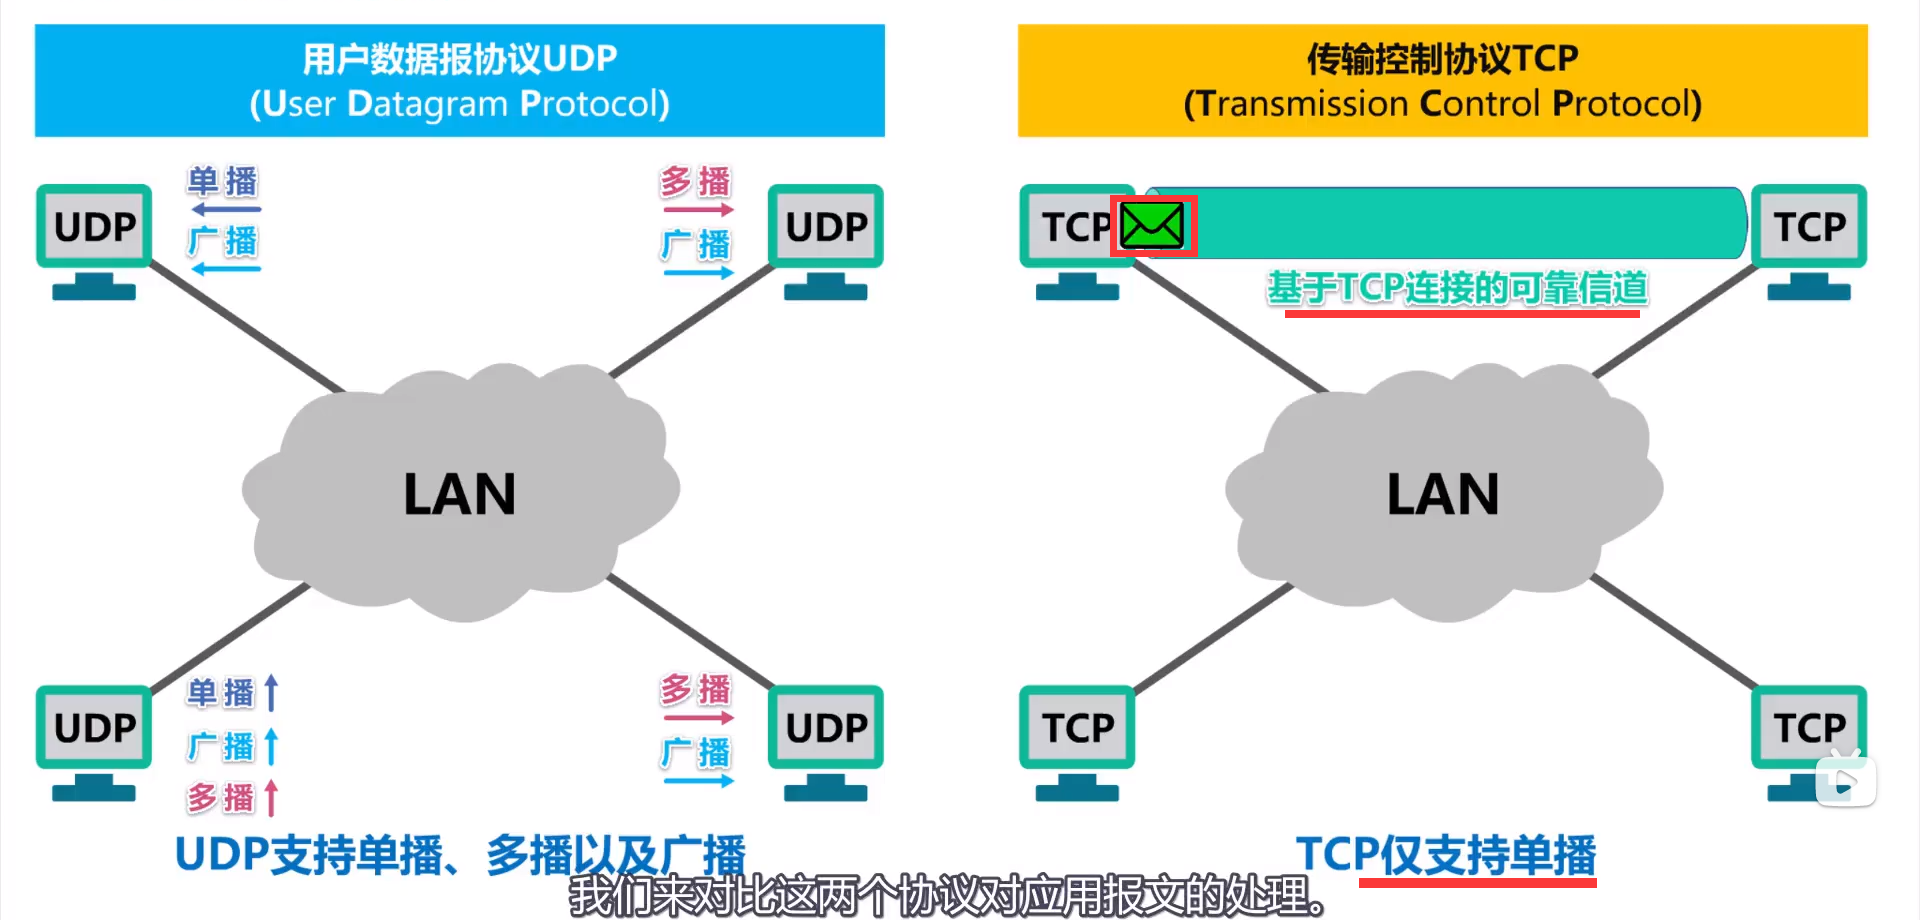 用户数据报协议UDP
(User Datagram Protocol)
UDP
单播
广播
多播
广播
UDP
LAN
UDP
单播
广播
多播
多播
广播
UDP
UDP支持单播、多播以及广播
传输控制协议TCP
(Transmission Control Protocol)
TCP
TCP
基于TCP连接的可靠信道
LAN
TCP
TCP
TCP仅支持单播
我们来对比这两个协议对应用报文的处理。